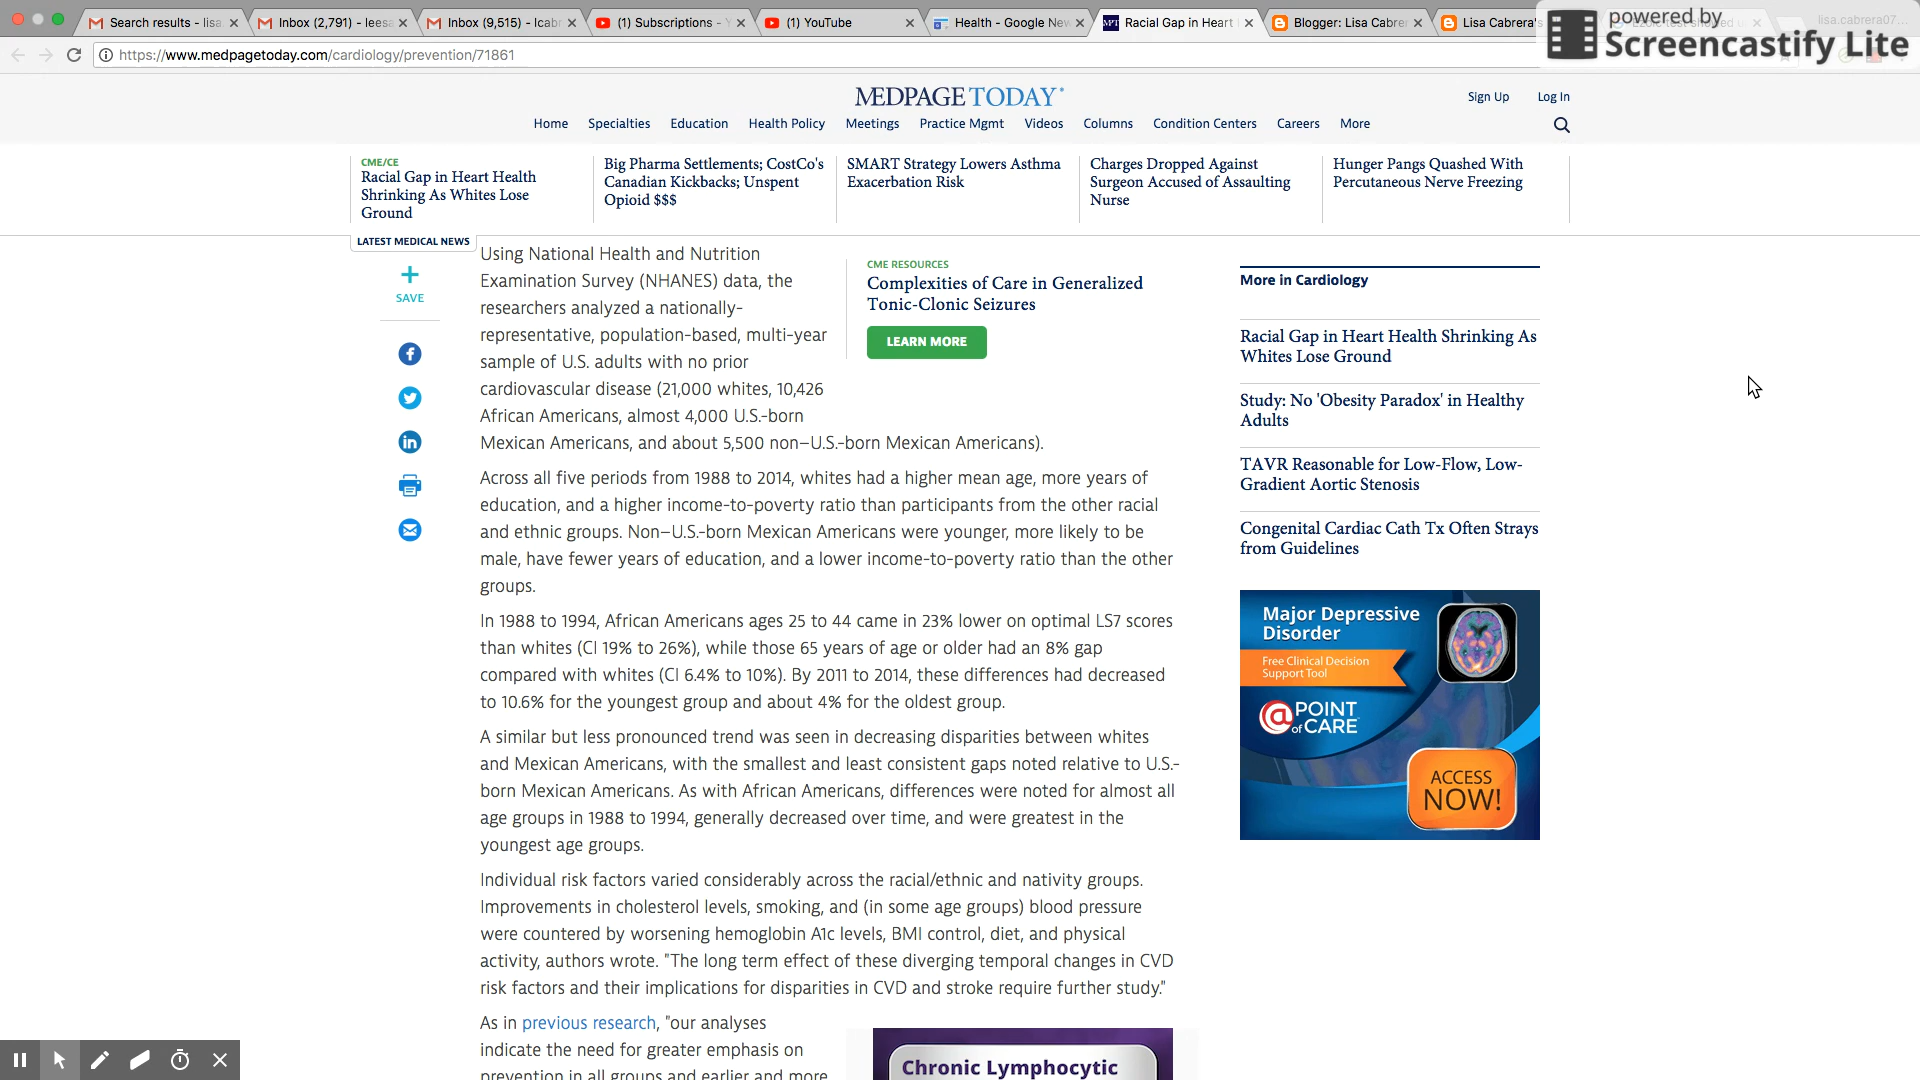 Search results - lisa.
Inbox (2,791) - leesa
Inbox (9,515) - lcabr
(1) Subscriptions - Y
(1) YouTube
Health - Google New
Racial Gap in Heart
Blogger: Lisa Cabrer
Lisa Cabrera's
lisa.cabrera07...
powered by
Screencastify Lite
https://www.medpagetoday.com/cardiology/prevention/71861
MEDPAGE TODAY
Sign Up
Log In
Home
Specialties
Education
Health Policy
Meetings
Practice Mgmt
Videos
Columns
Condition Centers
Careers
More
CME/CE
Racial Gap in Heart Health
Shrinking As Whites Lose
Ground
Big Pharma Settlements; CostCo's
Canadian Kickbacks; Unspent
Opioid $$$
SMART Strategy Lowers Asthma
Exacerbation Risk
Charges Dropped Against
Surgeon Accused of Assaulting
Nurse
Hunger Pangs Quashed With
Percutaneous Nerve Freezing
LATEST MEDICAL NEWS
SAVE
Using National Health and Nutrition
Examination Survey (NHANES) data, the
researchers analyzed a nationally-
representative, population-based, multi-year
sample of U.S. adults with no prior
cardiovascular disease (21,000 whites, 10,426
African Americans, almost 4,000 U.S.-born
Mexican Americans, and about 5,500 non–U.S.-born Mexican Americans).
Across all five periods from 1988 to 2014, whites had a higher mean age, more years of
education, and a higher income-to-poverty ratio than participants from the other racial
and ethnic groups. Non–U.S.-born Mexican Americans were younger, more likely to be
male, have fewer years of education, and a lower income-to-poverty ratio than the other
groups.
In 1988 to 1994, African Americans ages 25 to 44 came in 23% lower on optimal LS7 scores
than whites (CI 19% to 26%), while those 65 years of age or older had an 8% gap
compared with whites (CI 6.4% to 10%). By 2011 to 2014, these differences had decreased
to 10.6% for the youngest group and about 4% for the oldest group.
A similar but less pronounced trend was seen in decreasing disparities between whites
and Mexican Americans, with the smallest and least consistent gaps noted relative to U.S.-
born Mexican Americans. As with African Americans, differences were noted for almost all
age groups in 1988 to 1994, generally decreased over time, and were greatest in the
youngest age groups.
Individual risk factors varied considerably across the racial/ethnic and nativity groups.
Improvements in cholesterol levels, smoking, and (in some age groups) blood pressure
were countered by worsening hemoglobin A1c levels, BMI control, diet, and physical
activity, authors wrote. "The long term effect of these diverging temporal changes in CVD
risk factors and their implications for disparities in CVD and stroke require further study."
As in previous research, "our analyses
indicate the need for greater emphasis on
prevention in all groups and earlier and more
CME RESOURCES
Complexities of Care in Generalized
Tonic-Clonic Seizures
LEARN MORE
More in Cardiology
Racial Gap in Heart Health Shrinking As
Whites Lose Ground
Study: No 'Obesity Paradox' in Healthy
Adults
TAVR Reasonable for Low-Flow, Low-
Gradient Aortic Stenosis
Congenital Cardiac Cath Tx Often Strays
from Guidelines
Major Depressive
Disorder
Free Clinical Decision
Support Tool
@POINT
of CARE
ACCESS
NOW!
Chronic Lymphocytic